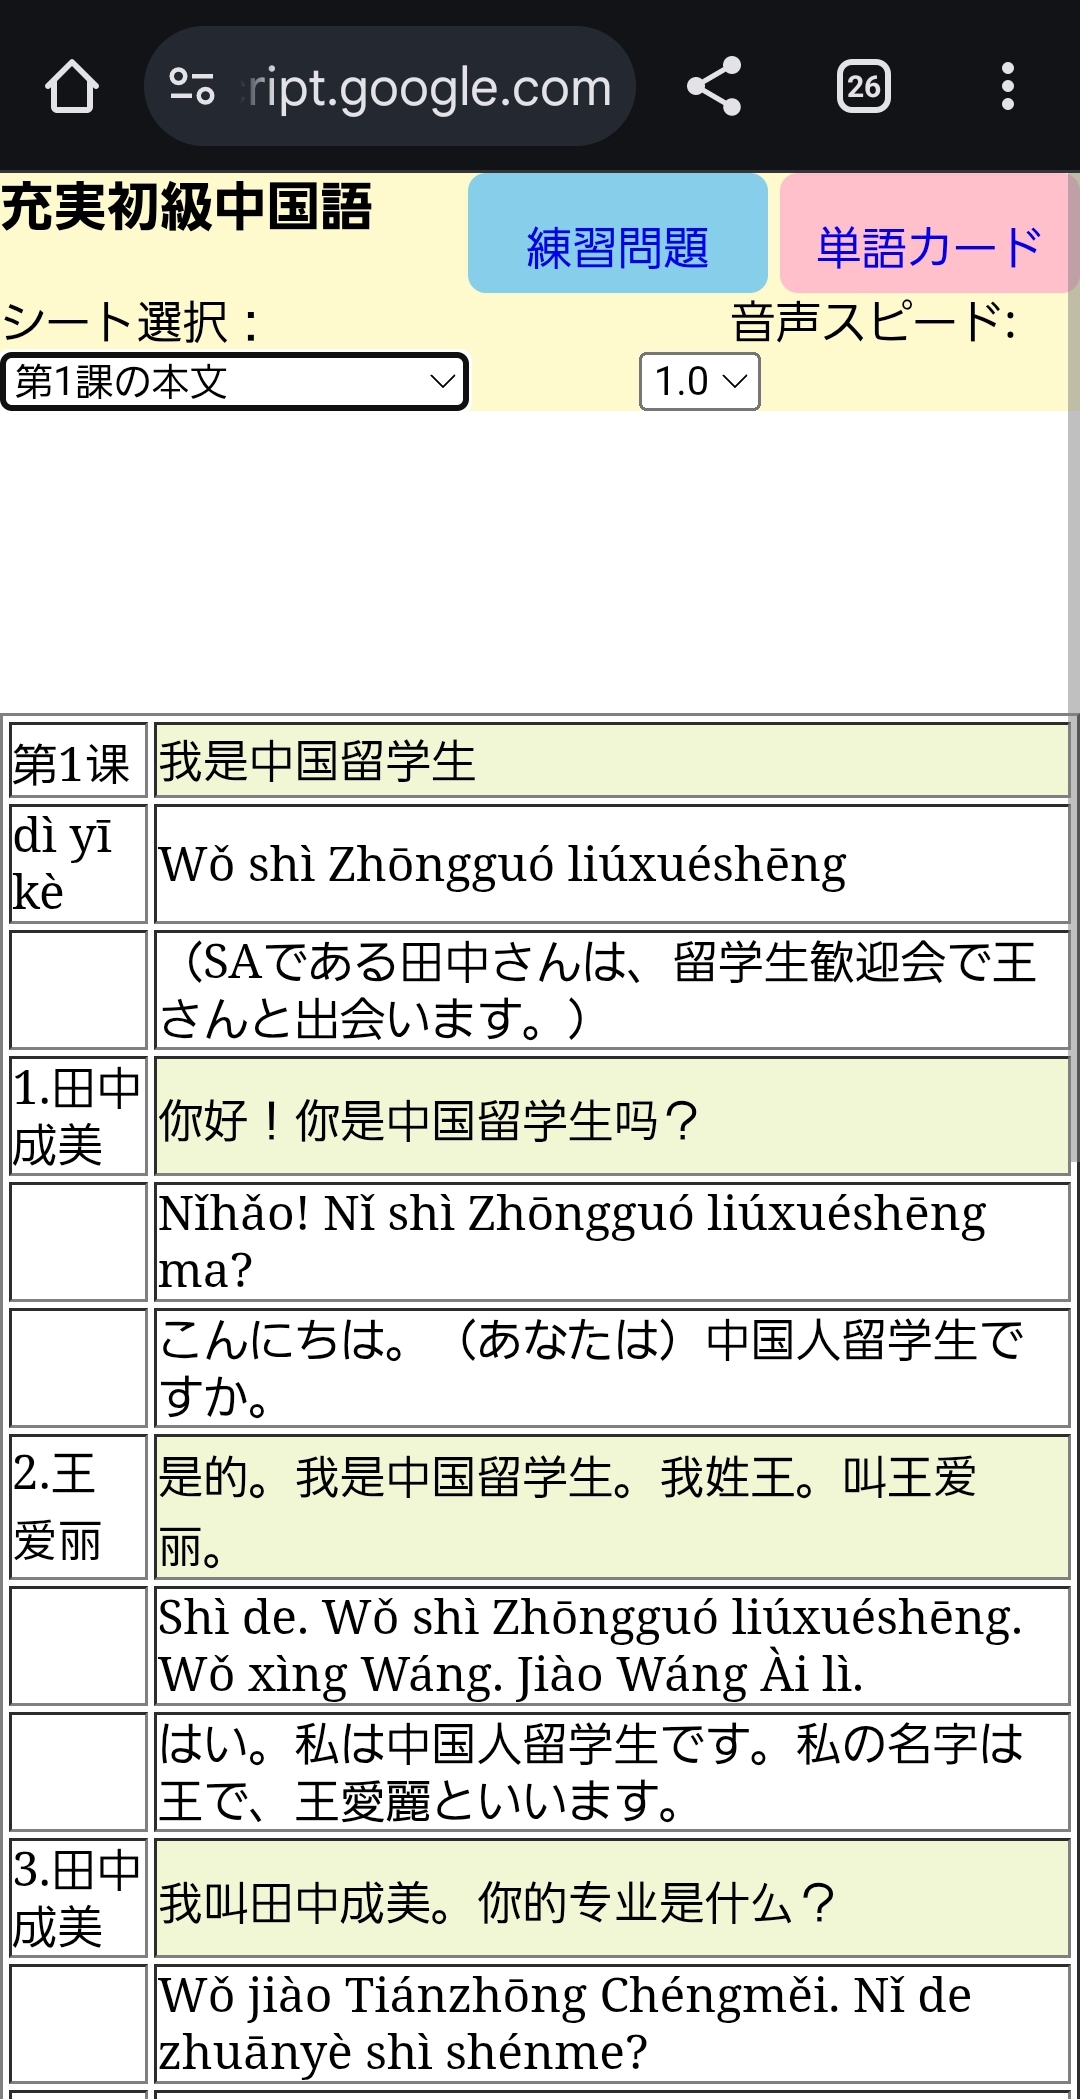 ript.google.com
26
充実初級中国語
練習問題
単語カード
シート選択：
音声スピード:
第1課の本文
1.0
第1课
我是中国留学生
dì yī
kè
Wǒ shì Zhōngguó liúxuéshēng
（SAである田中さんは、留学生歓迎会で王
さんと出会います。）
1.田中
成美
你好！你是中国留学生吗？
Nǐhǎo! Nǐ shì Zhōngguó liúxuéshēng
ma?
こんにちは。（あなたは）中国人留学生で
すか。
2.王
爱丽
是的。我是中国留学生。我姓王。叫王爱
丽。
Shì de. Wǒ shì Zhōngguó liúxuéshēng.
Wǒ xìng Wáng. Jiào Wáng Ài lì.
はい。私は中国人留学生です。私の名字は
王で、王愛麗といいます。
3.田中
成美
我叫田中成美。你的专业是什么？
Wǒ jiào Tiánzhōng Chéngměi. Nǐ de
zhuānyè shì shénme?